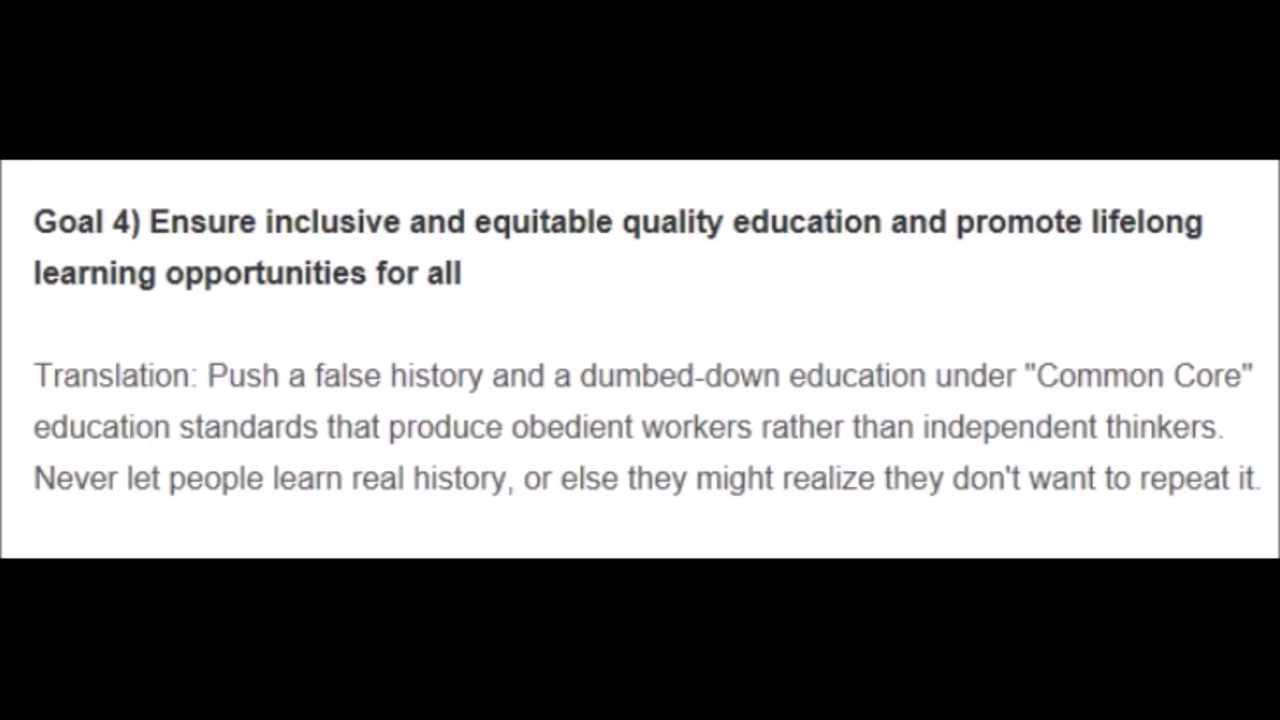 Goal 4) Ensure inclusive and equitable quality education and promote lifelong
learning opportunities for all
Translation: Push a false history and a dumbed-down education under "Common Core"
education standards that produce obedient workers rather than independent thinkers.
Never let people learn real history, or else they might realize they don't want to repeat it.